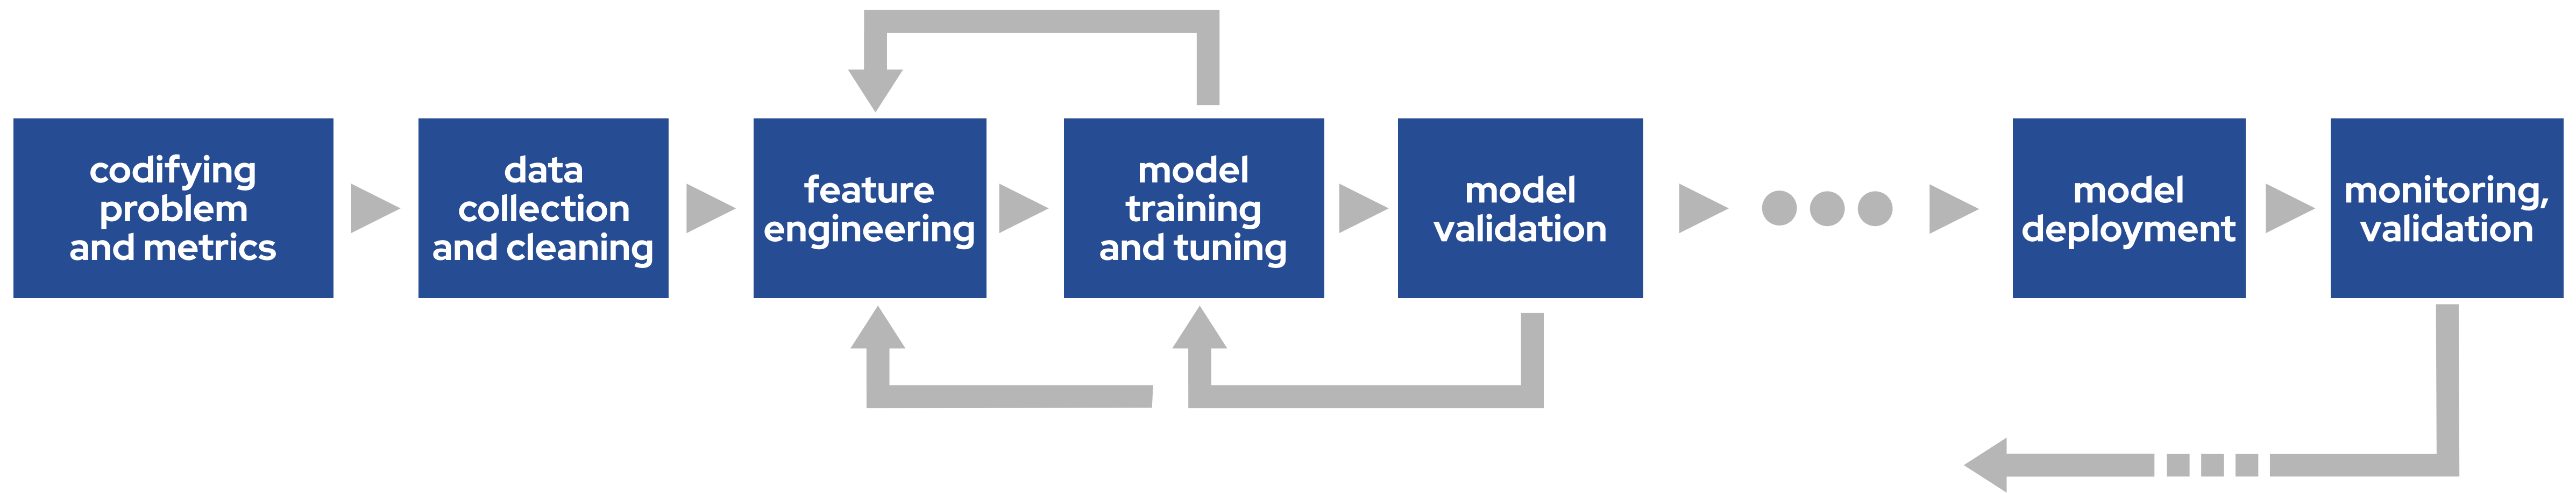 codifying
problem
and metrics
data
collection
and cleaning
feature
engineering
model
training
and tuning
model
validation
model
deployment
monitoring,
validation